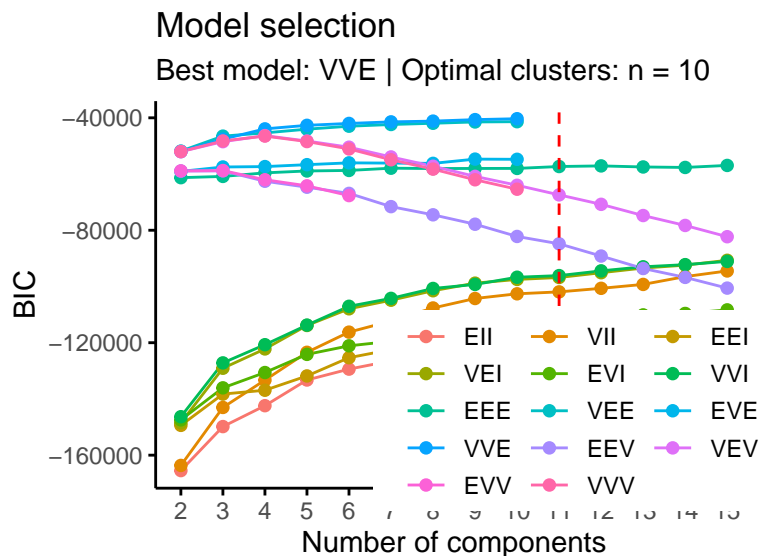 Model selection
Best model: VVE | Optimal clusters: n = 10
−40000
−80000
−120000
−160000
BIC
EII VII EEI
VEI EVI VVI
EEE VEE EVE
VVE EEV VEV
EVV VVV
2 3 4 5 6 7 8 9 10 11 12 13 14 15
Number of components